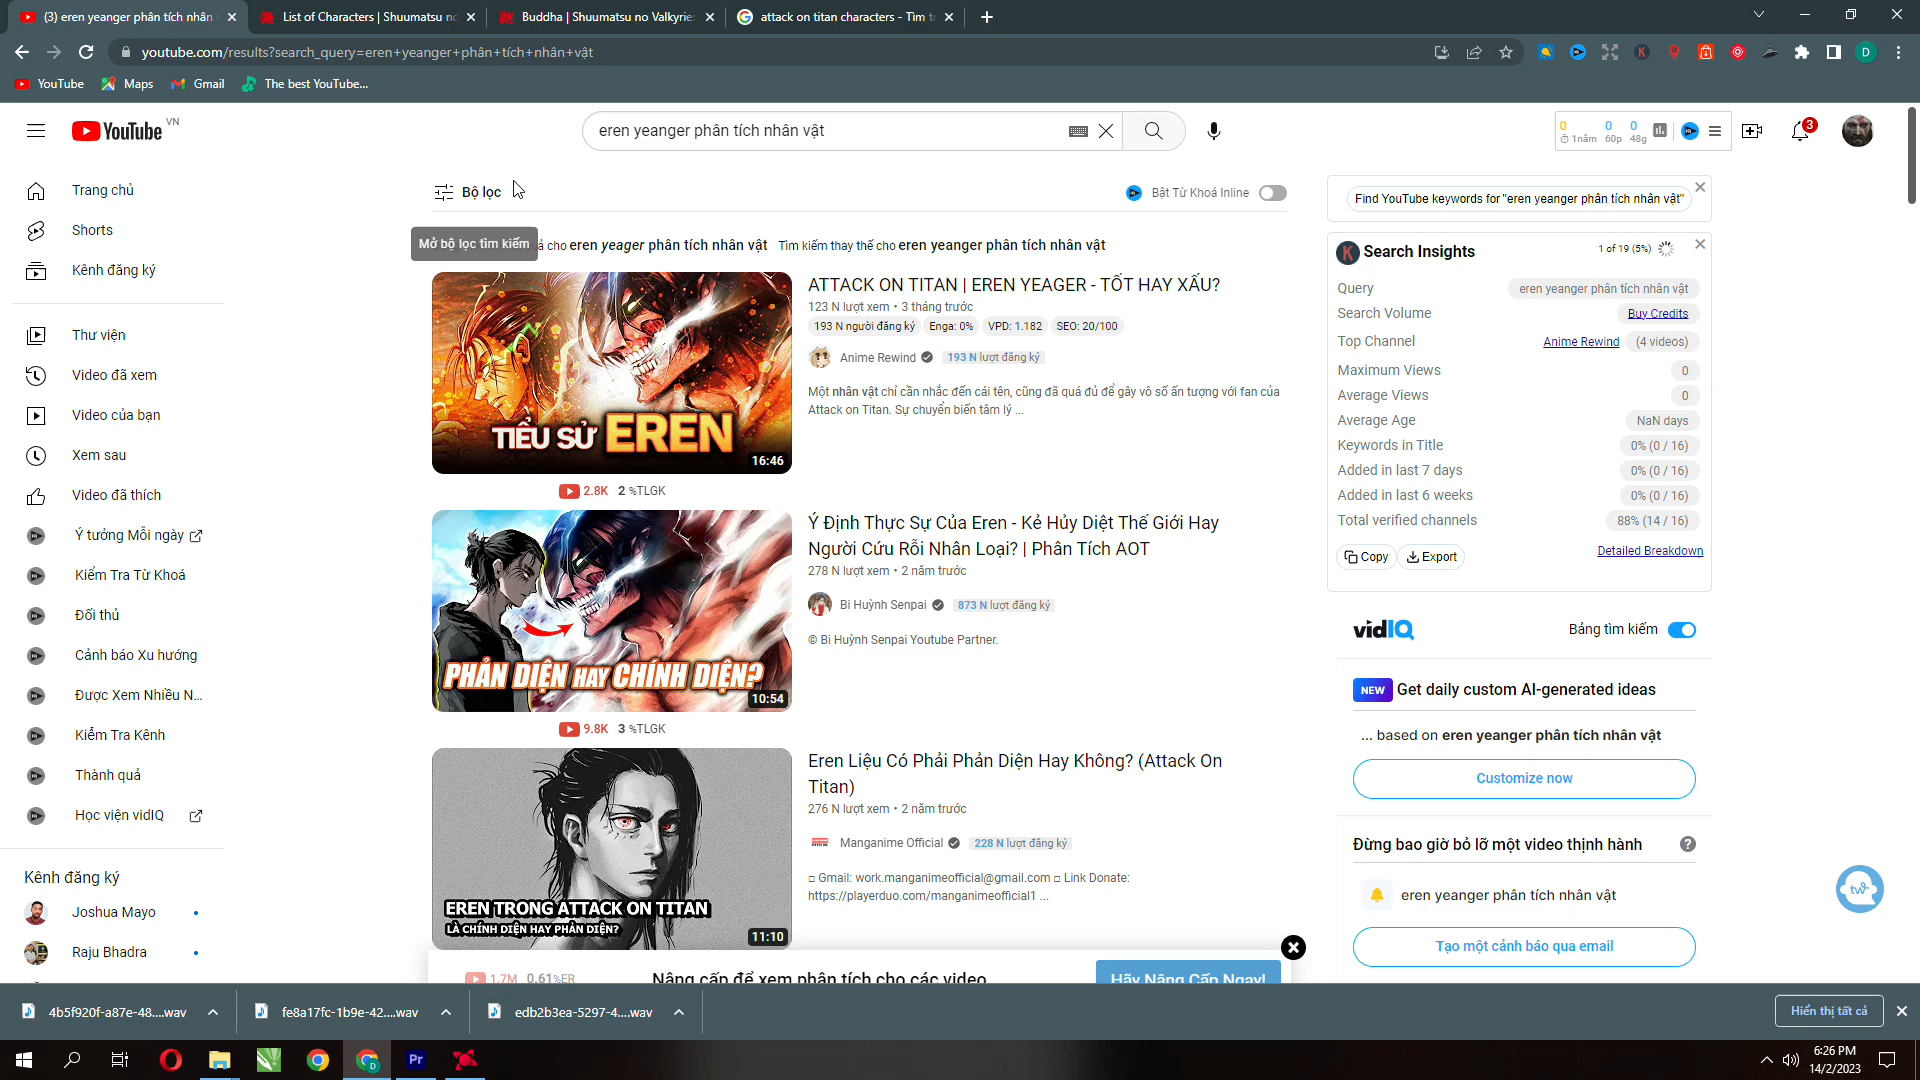 (3) eren yeager phân tích nhân
List of Characters | Shuumatsu no
Buddha | Shuumatsu no Valkyrie:
attack on titan characters - Tìm t
youtube.com/results?search_query=eren+yeanger+phân+tích+nhân+vật
YouTube
Maps
Gmail
The best YouTube...
YouTube VN
eren yeanger phân tích nhân vật
0 0 0
1năm 60p 48g
3
Trang chủ
Shorts
Kênh đăng ký
Thư viện
Video đã xem
Video của bạn
Xem sau
Video đã thích
Ý tưởng Mỗi ngày
Kiểm Tra Từ Khoá
Đối thủ
Cảnh báo Xu hướng
Được Xem Nhiều N...
Kiểm Tra Kênh
Thành quả
Học viện vidIQ
Kênh đăng ký
Joshua Mayo
Raju Bhadra
Bộ lọc
Bật Từ Khoá Inline
Mở bộ lọc tìm kiếm
cho eren yeager phân tích nhân vật
Tìm kiếm thay thế cho eren yeanger phân tích nhân vật
TIỂU SỬ EREN
16:46
2.8K 2 %TLGK
ATTACK ON TITAN | EREN YEAGER - TỐT HAY XẤU?
123 N lượt xem • 3 tháng trước
193 N người đăng ký Enga: 0% VPD: 1.182 SEO: 20/100
Anime Rewind 193 N lượt đăng ký
Một nhân vật chỉ cần nhắc đến cái tên, cũng đã quá đủ để gây vô số ấn tượng với fan của
Attack on Titan. Sự chuyển biến tâm lý ...
PHẢN DIỆN HAY CHÍNH DIỆN?
10:54
9.8K 3 %TLGK
Ý Định Thực Sự Của Eren - Kẻ Hủy Diệt Thế Giới Hay
Người Cứu Rỗi Nhân Loại? | Phân Tích AOT
278 N lượt xem • 2 năm trước
Bi Huỳnh Senpai 873 N lượt đăng ký
© Bi Huỳnh Senpai Youtube Partner.
EREN TRONG ATTACK ON TITAN
LÀ CHÍNH DIỆN HAY PHẢN DIỆN?
11:10
Eren Liệu Có Phải Phản Diện Hay Không? (Attack On
Titan)
276 N lượt xem • 2 năm trước
Manganime Official 228 N lượt đăng ký
□ Gmail: work.manganimeofficial@gmail.com □ Link Donate:
https://playerduo.com/manganimeofficial1 ...
1.7M 0.61%ER
Nâng cấp để xem phân tích cho các video
Hãy Nâng Cấp Ngay!
Find YouTube keywords for "eren yeanger phân tích nhân vật"
K Search Insights 1 of 19 (5%)
Query eren yeanger phân tích nhân vật
Search Volume Buy Credits
Top Channel Anime Rewind (4 videos)
Maximum Views 0
Average Views 0
Average Age NaN days
Keywords in Title 0% (0 / 16)
Added in last 7 days 0% (0 / 16)
Added in last 6 weeks 0% (0 / 16)
Total verified channels 88% (14 / 16)
Copy Export Detailed Breakdown
vidIQ Bảng tìm kiếm
NEW Get daily custom AI-generated ideas
... based on eren yeanger phân tích nhân vật
Customize now
Đừng bao giờ bỏ lỡ một video thịnh hành
eren yeanger phân tích nhân vật
Tạo một cảnh báo qua email
4b5f920f-a87e-48....wav
fe8a17fc-1b9e-42....wav
edb2b3ea-5297-4....wav
Hiển thị tất cả
Pr
6:26 PM
14/2/2023